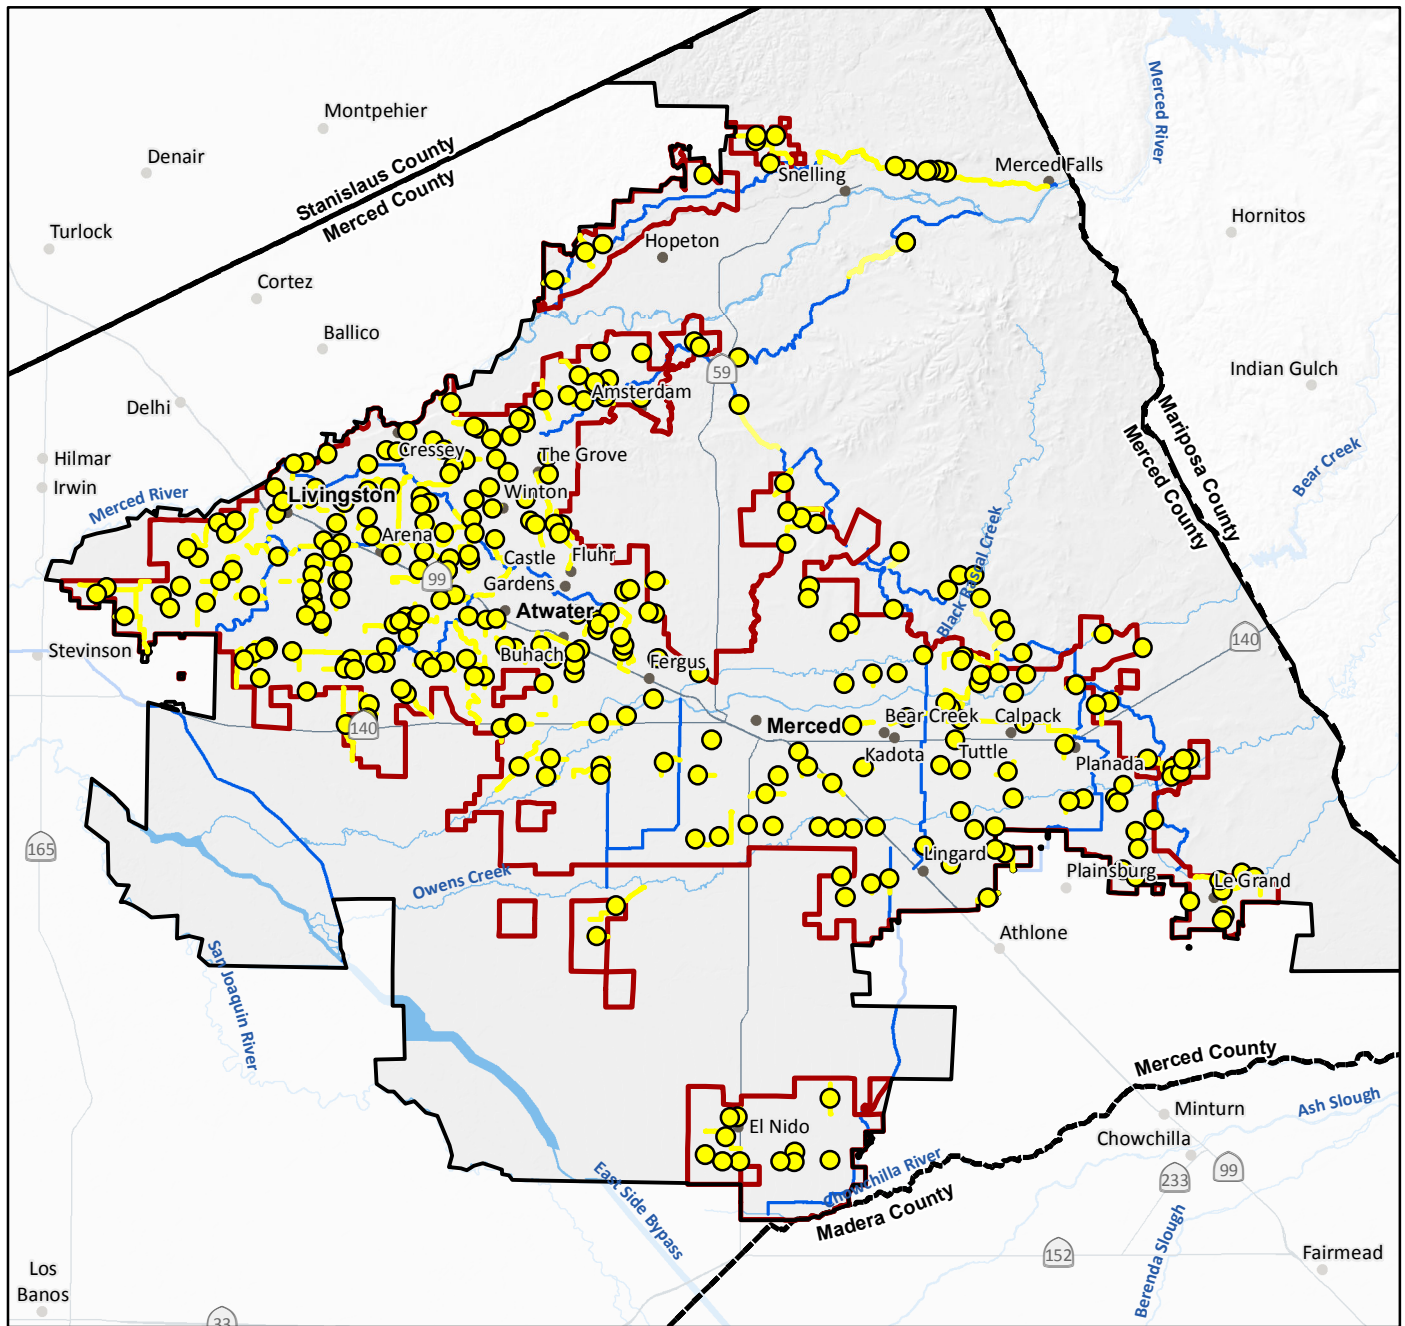 Montpehier
Denair
Stanislaus County
Merced County
Merced River
Snelling
Merced Falls
Turlock
Hornitos
Hopeton
Cortez
Ballico
59
Indian Gulch
Amsterdam
Delhi
Mariposa County
Merced County
Cressey
The Grove
Hilmar
Irwin
Bear Creek
Livingston
Winton
Merced River
Arena
Castle
Gardens
Fluhr
99
Black Rascal Creek
Atwater
140
Stevinson
Buhach
Fergus
140
Merced
Bear Creek
Calpack
Kadota
Tuttle
Planada
165
Lingard
Plainsburg
Le Grand
Owens Creek
Athlone
San Joaquin River
Merced County
Ash Slough
El Nido
Minturn
Chowchilla
Chowchilla River
233
99
East Side Bypass
Madera County
Berenda Slough
152
Fairmead
Los
Banos
33